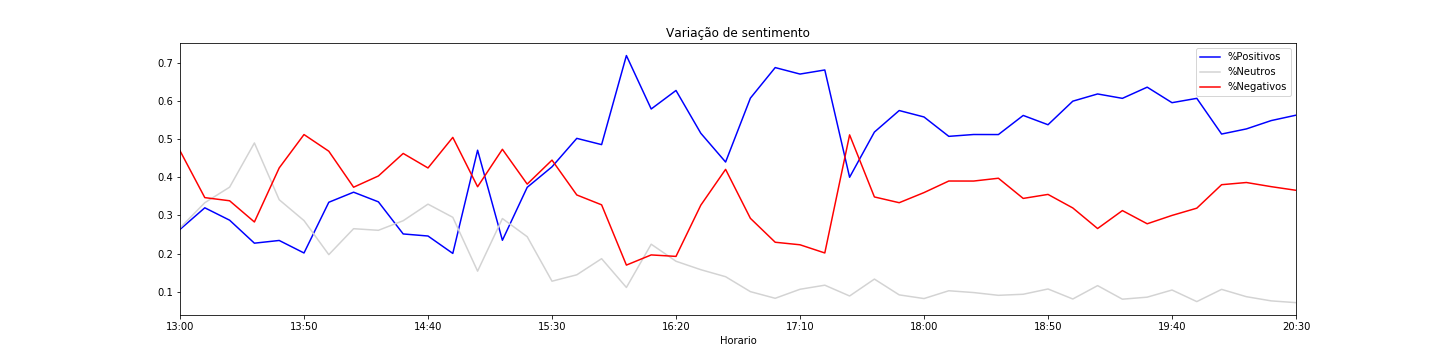 Variação de sentimento
%Positivos
%Neutros
%Negativos
0.7
0.6
0.5
0.4
0.3
0.2
0.1
13:00 13:50 14:40 15:30 16:20 17:10 18:00 18:50 19:40 20:30
Horario